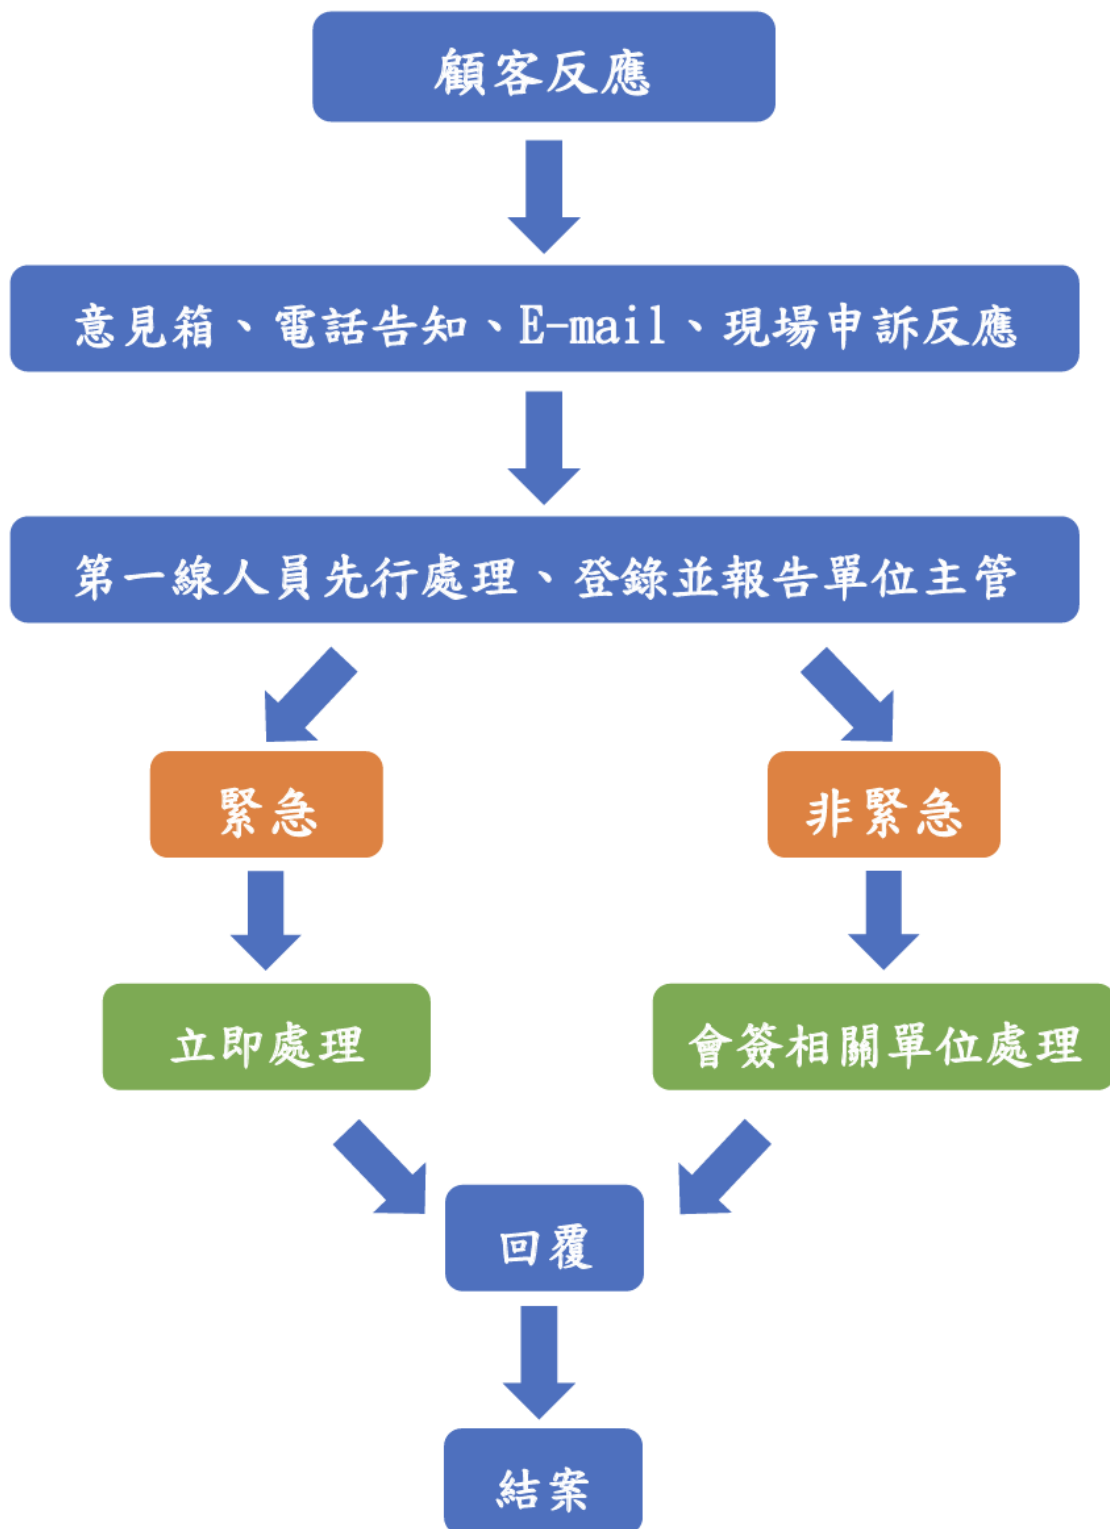 顧客反應
意見箱、電話告知、E-mail、現場申訴反應
第一線人員先行處理、登錄並報告單位主管
緊急
非緊急
立即處理
會簽相關單位處理
回覆
結案